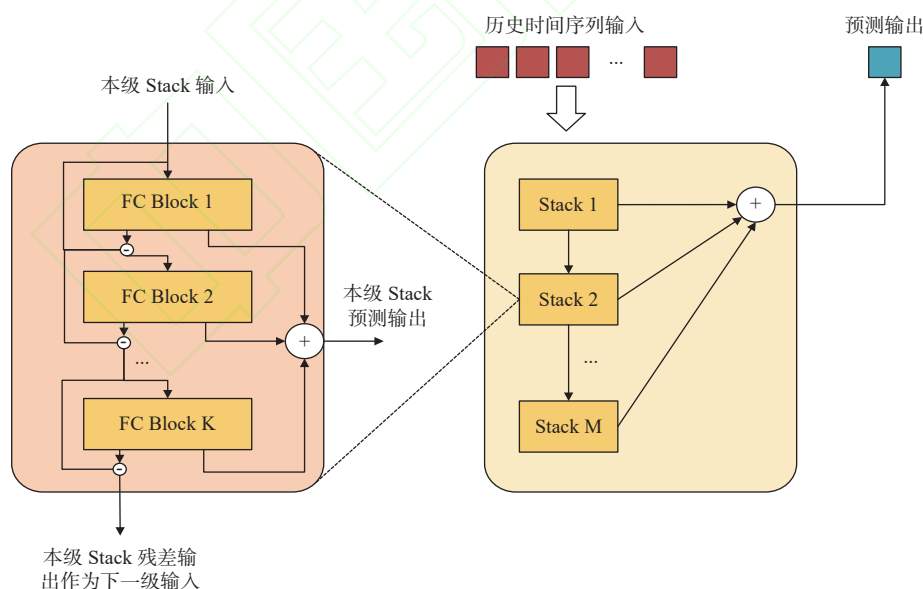 历史时间序列输入
预测输出
...
本级 Stack 输入
FC Block 1
-
FC Block 2
-
...
FC Block K
-
+
本级 Stack
预测输出
本级 Stack 残差输
出作为下一级输入
Stack 1
+
Stack 2
...
Stack M